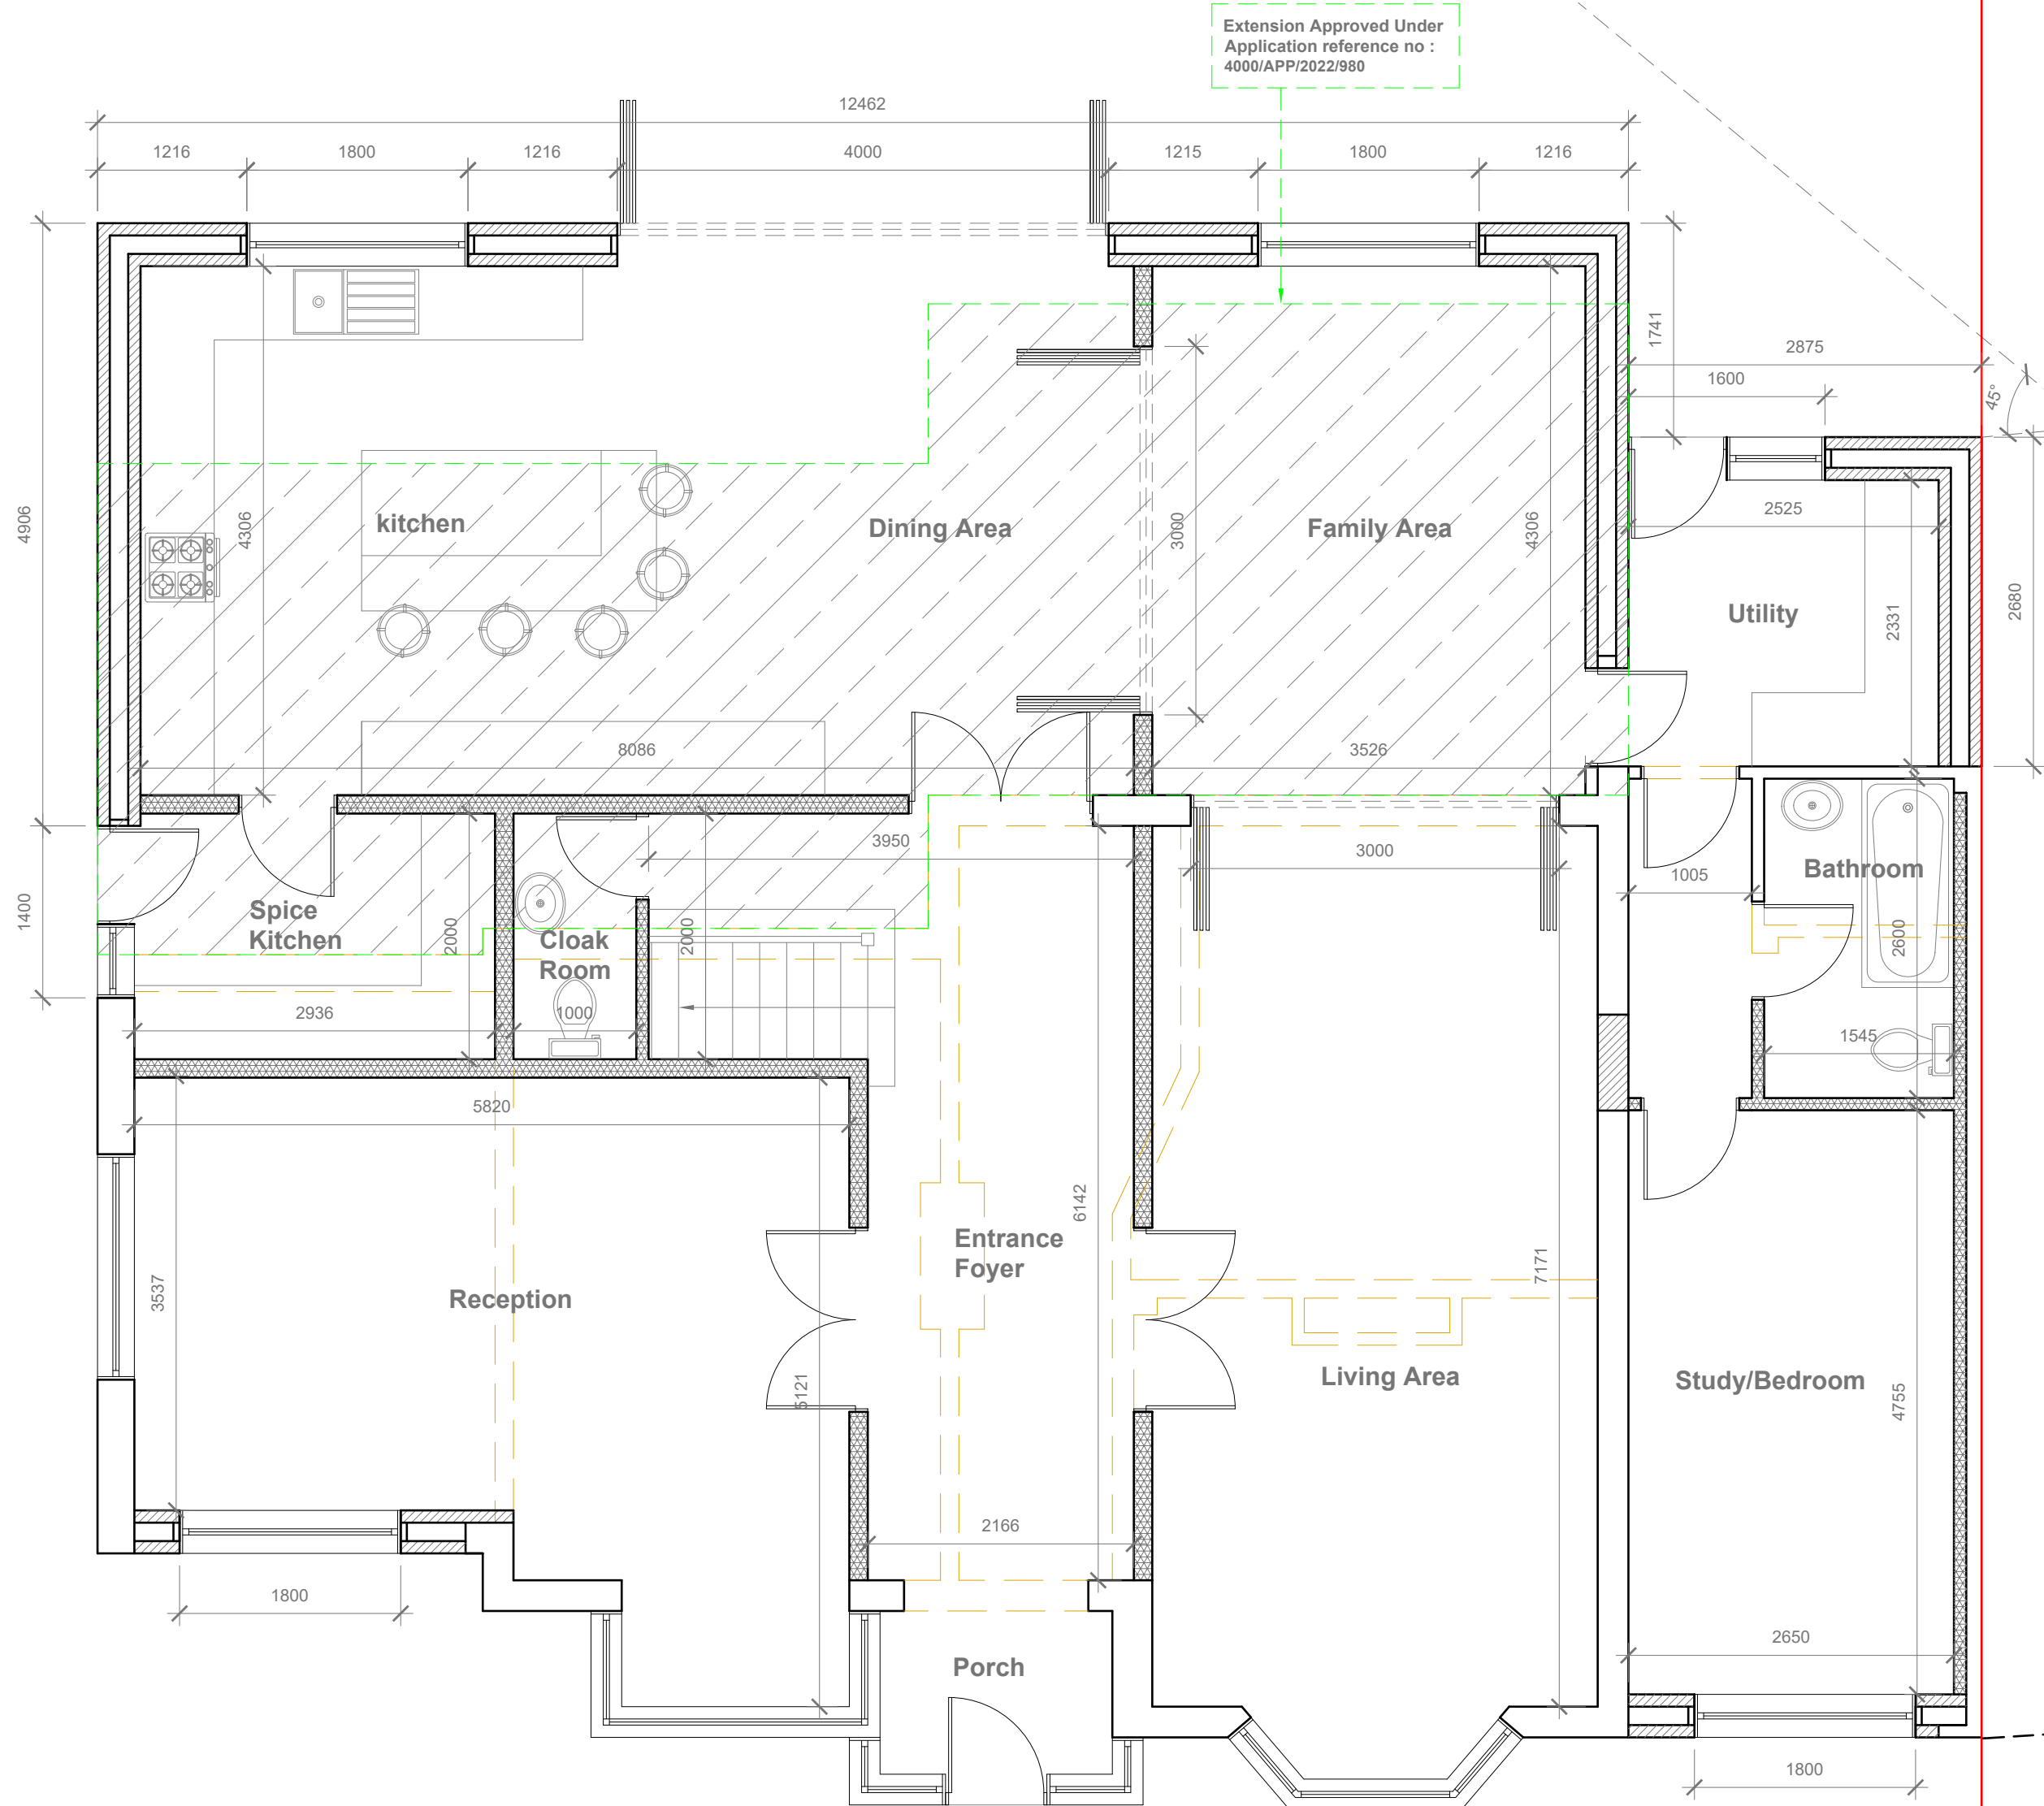 Extension Approved Under
Application reference no :
4000/APP/2022/980
12462
1216
1800
1216
4000
1215
1800
1216
1741
2875
1600
45°
4906
4306
kitchen
Dining Area
3000
Family Area
4306
2525
2680
2331
Utility
8086
3526
3950
3000
1005
Bathroom
1400
Spice
Kitchen
2000
Cloak
Room
2000
2600
2936
1000
1545
5820
6142
Entrance
Foyer
7171
3537
Reception
5121
Living Area
Study/Bedroom
4755
2166
1800
2650
Porch
1800